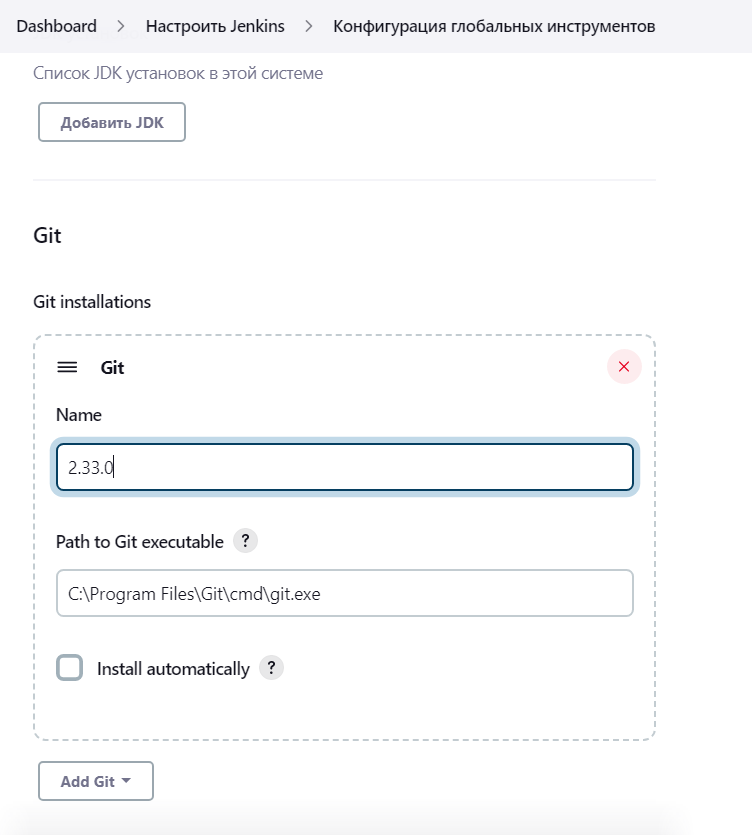 Dashboard > Настроить Jenkins > Конфигурация глобальных инструментов
Список JDK установок в этой системе
Добавить JDK
Git
Git installations
Git
Name
2.33.0
Path to Git executable ?
C:\Program Files\Git\cmd\git.exe
Install automatically ?
Add Git